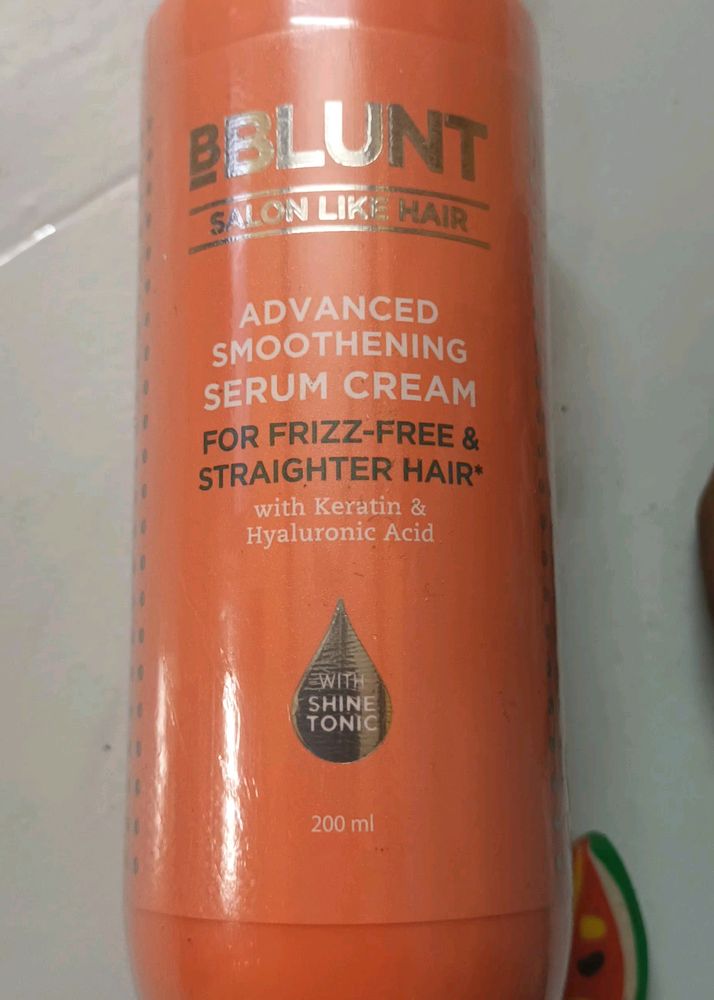 BBLUNT
SALON LIKE HAIR
ADVANCED
SMOOTHENING
SERUM CREAM
FOR FRIZZ-FREE &
STRAIGHTER HAIR*
with Keratin &
Hyaluronic Acid
WITH
SHINE
TONIC
200 ml